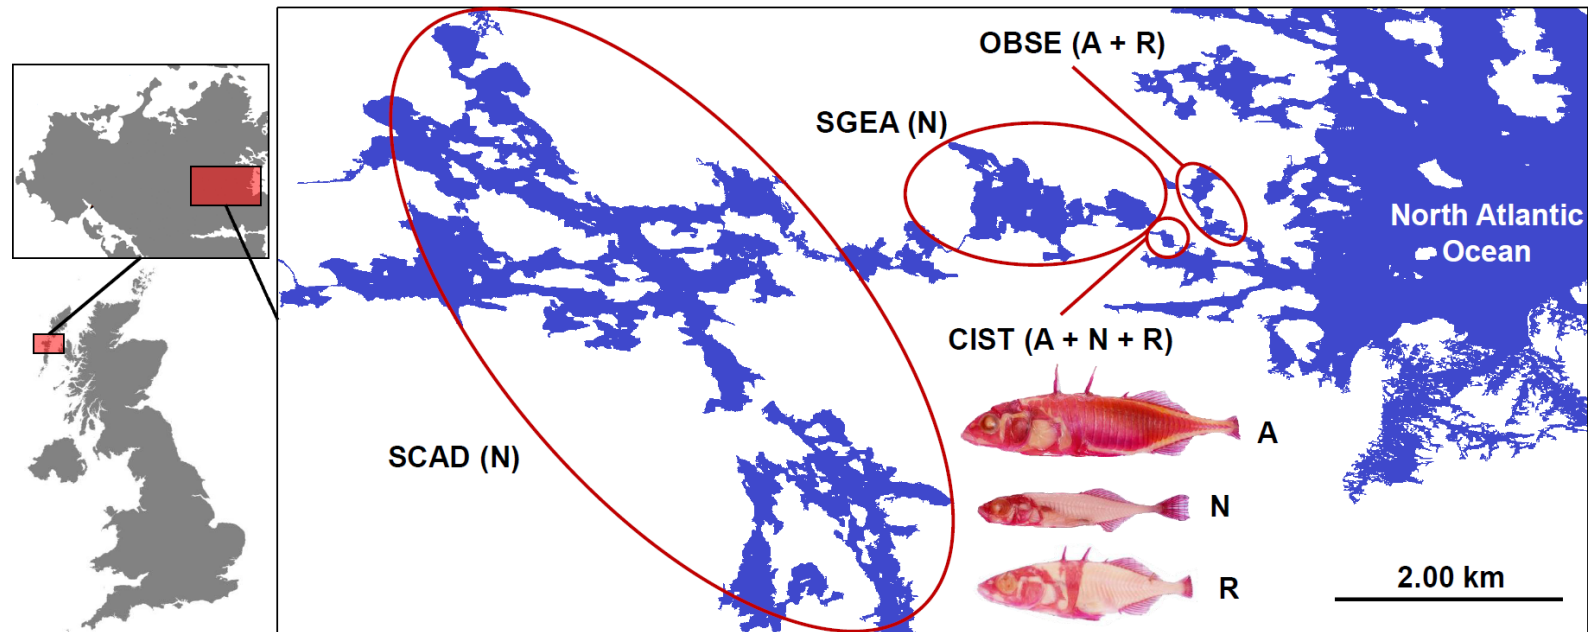 OBSE (A + R)
SGEA (N)
North Atlantic
Ocean
CIST (A + N + R)
SCAD (N)
A
N
R
2.00 km